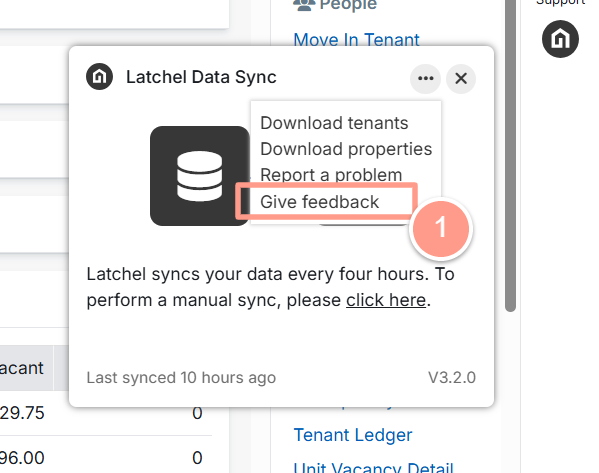 Support
People
Move In Tenant
Latchel Data Sync
Download tenants
Download properties
Report a problem
Give feedback
1
Latchel syncs your data every four hours. To
perform a manual sync, please click here.
Last synced 10 hours ago V3.2.0
acant
29.75 0
96.00 0
Tenant Ledger
Unit Vacancy Detail